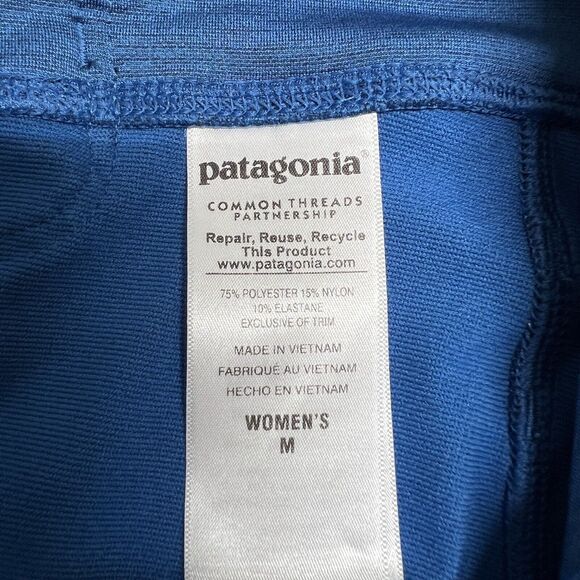 patagonia®
COMMON THREADS
PARTNERSHIP
Repair, Reuse, Recycle
This Product
www.patagonia.com
75% POLYESTER 15% NYLON
10% ELASTANE
EXCLUSIVE OF TRIM
MADE IN VIETNAM
FABRIQUÉ AU VIETNAM
HECHO EN VIETNAM
WOMEN'S
M